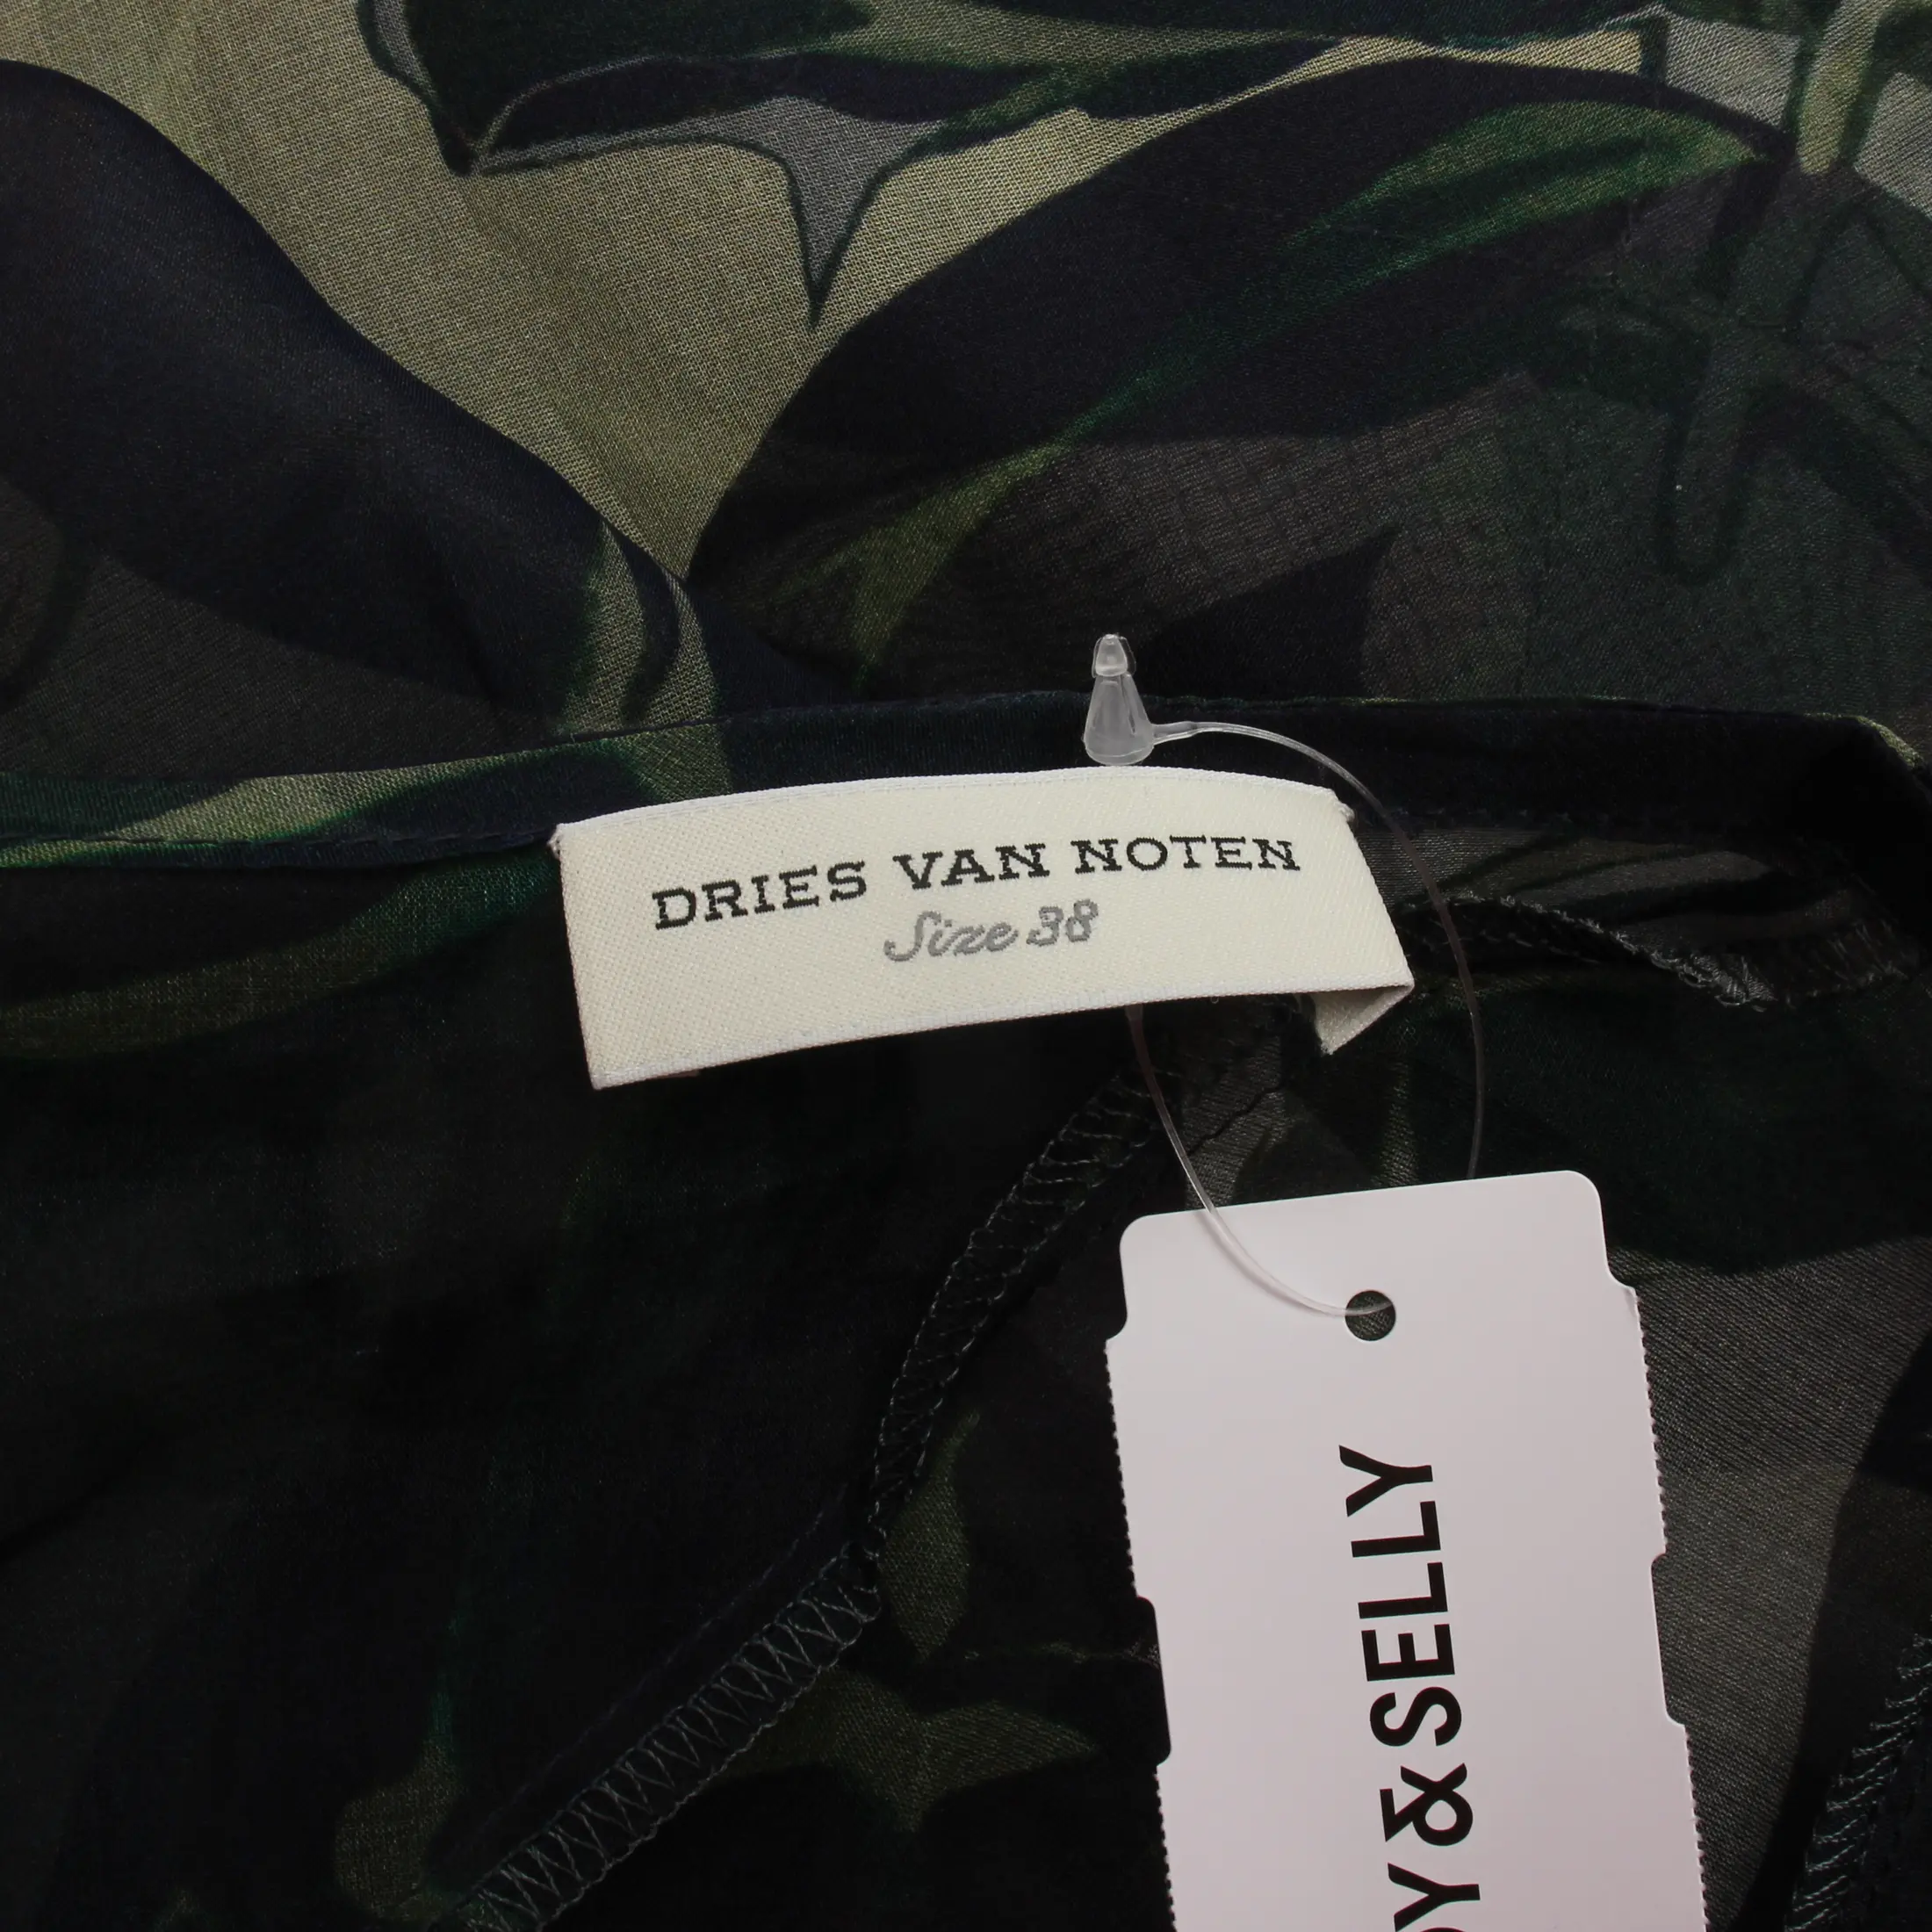 DRIES VAN NOTEN
Size 38
Y&SELLY